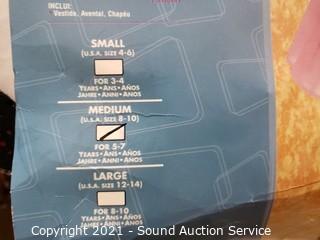 INCLUI:
Vestido, Avental, Chapéu
SMALL
(U.S.A. SIZE 4-6)
FOR 3-4
YEARS•ANS•AÑOS
JAHRE•ANNI•ANOS
MEDIUM
(U.S.A. SIZE 8-10)
FOR 5-7
YEARS•ANS•AÑOS
JAHRE•ANNI•ANOS
LARGE
(U.S.A. SIZE 12-14)
FOR 8-10
YEARS•ANS•AÑOS
JAHRE•ANNI•ANOS
Copyright 2021 - Sound Auction Service